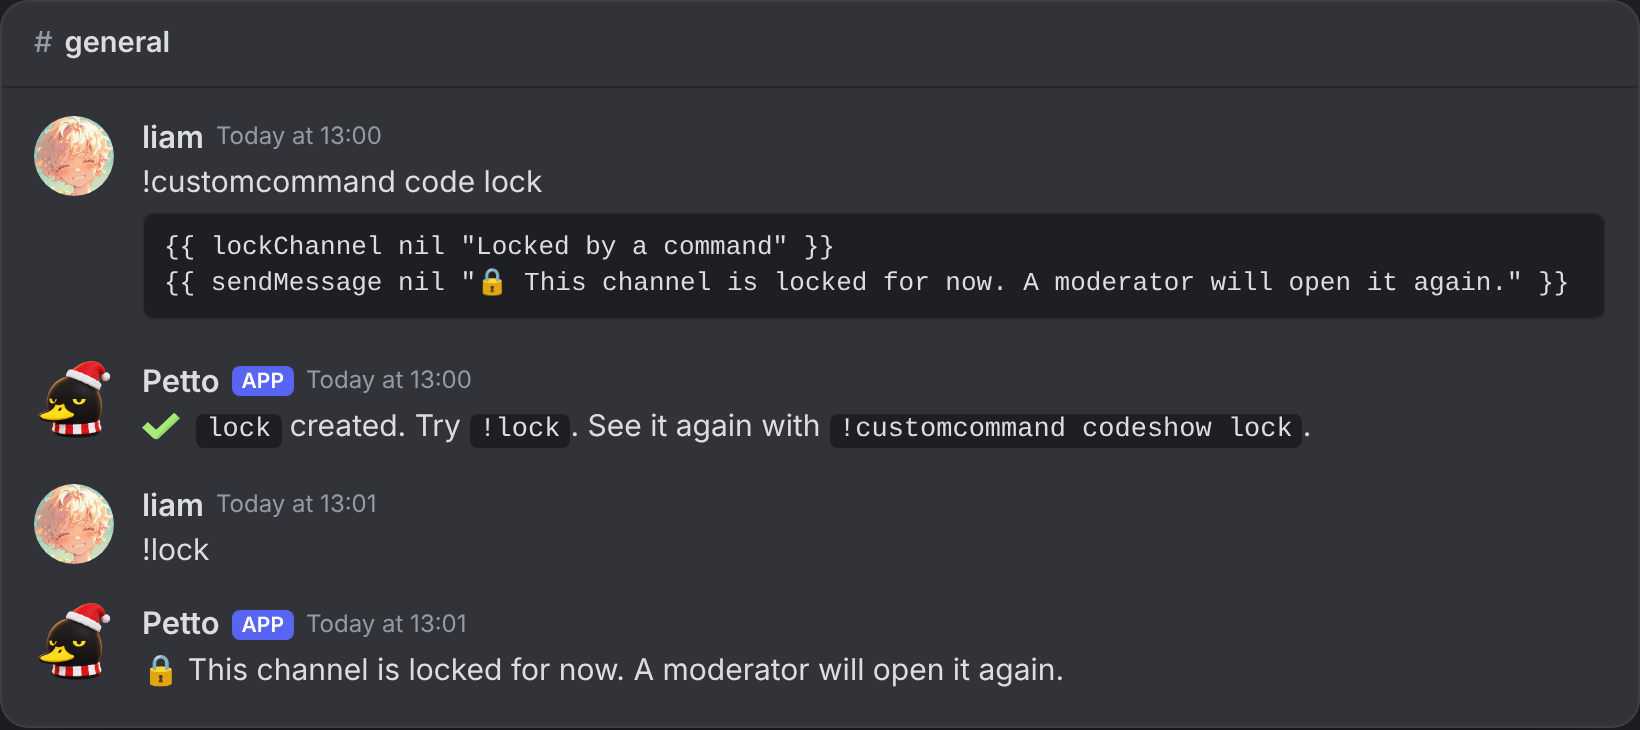 # general
liam Today at 13:00
!customcommand code lock
{{ lockChannel nil "Locked by a command" }}
{{ sendMessage nil "🔒 This channel is locked for now. A moderator will open it again." }}
Petto APP Today at 13:00
✔ lock created. Try !lock. See it again with !customcommand codeshow lock.
liam Today at 13:01
!lock
Petto APP Today at 13:01
🔒 This channel is locked for now. A moderator will open it again.